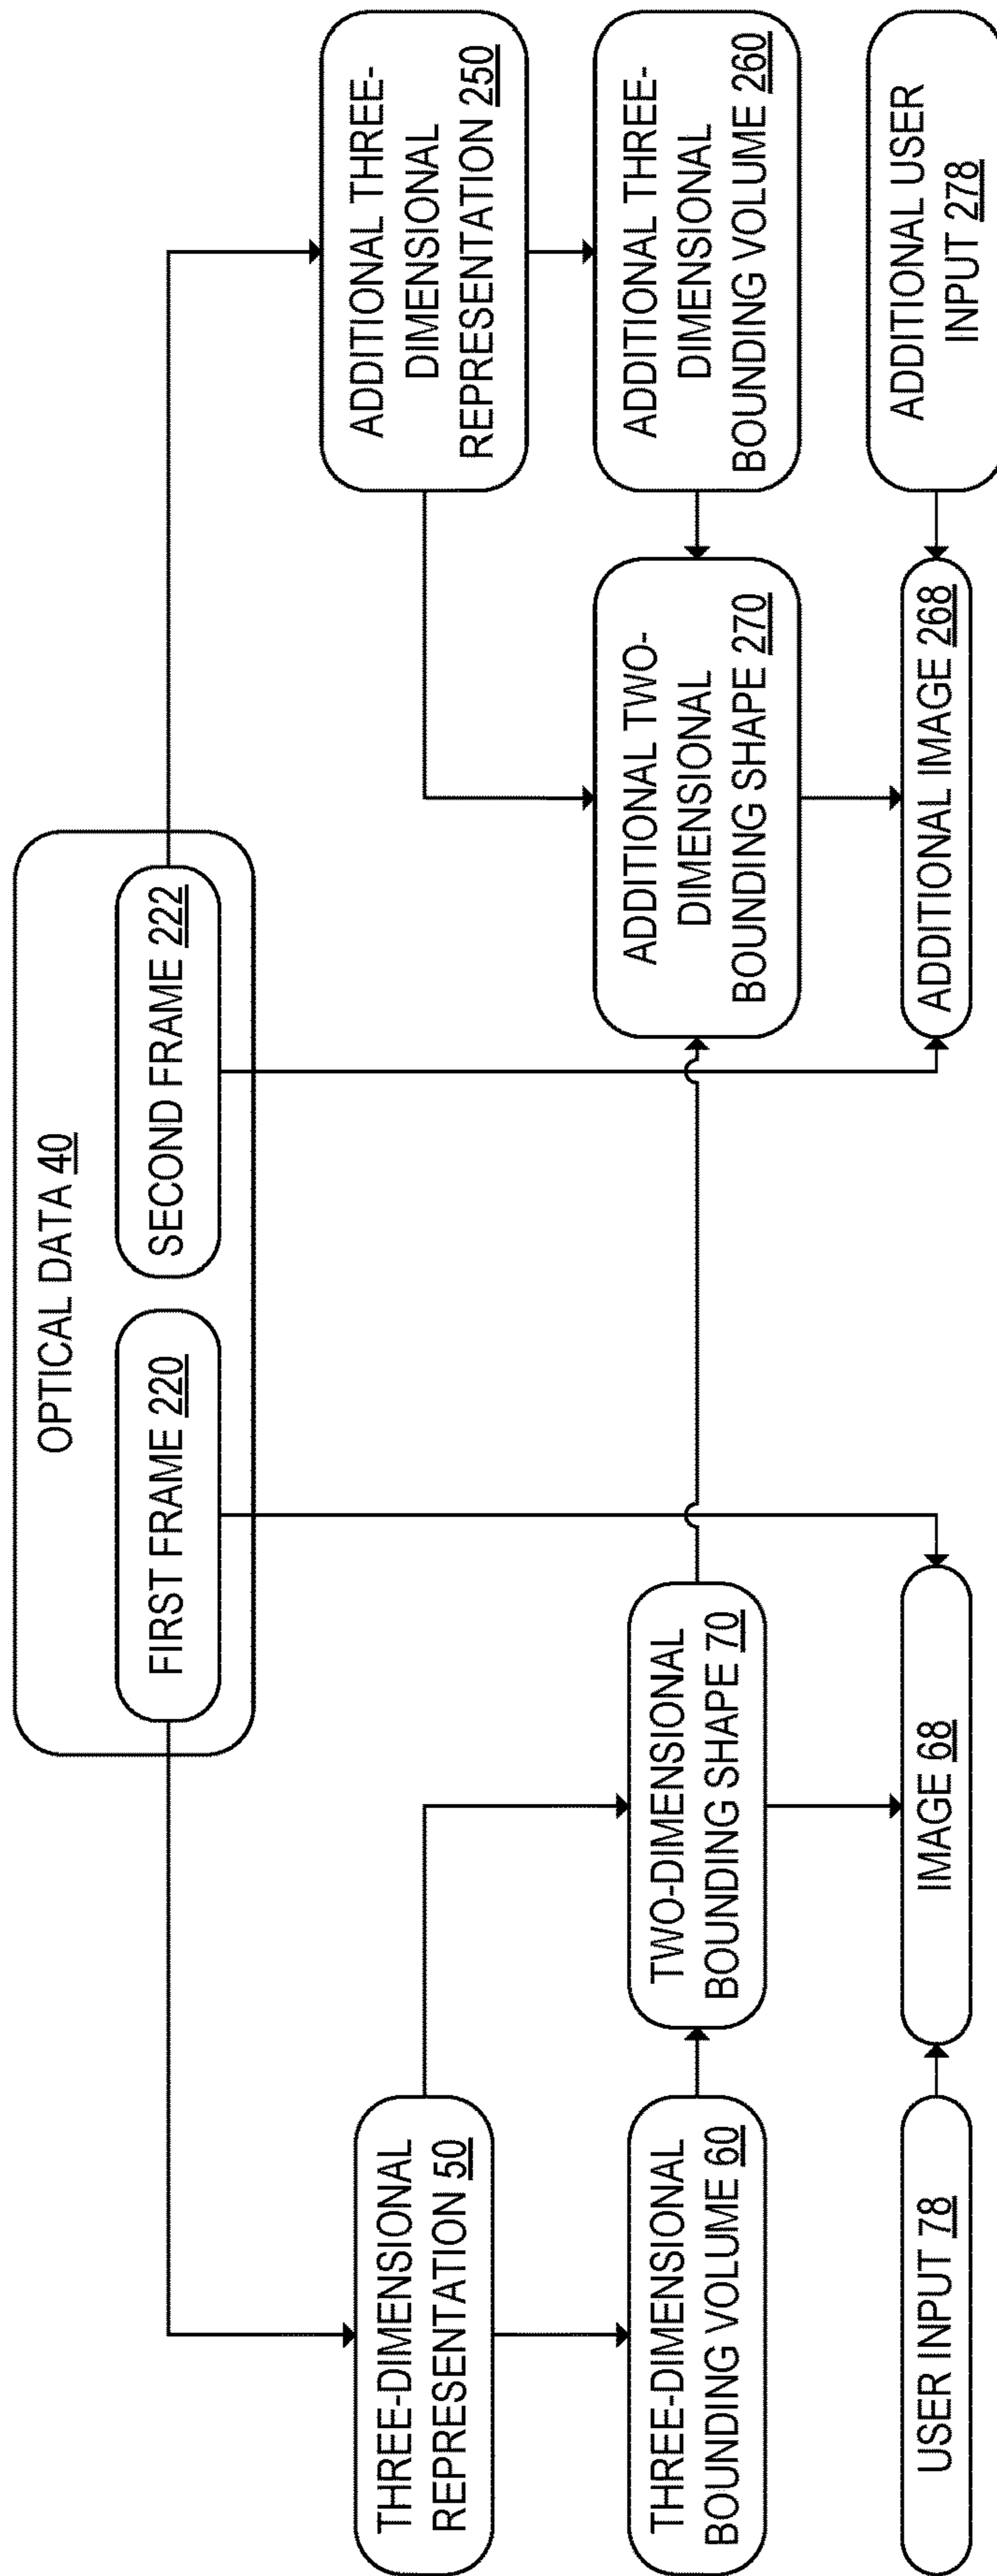 OPTICAL DATA 40
FIRST FRAME 220
SECOND FRAME 222
THREE-DIMENSIONAL
REPRESENTATION 50
THREE-DIMENSIONAL
BOUNDING VOLUME 60
TWO-DIMENSIONAL
BOUNDING SHAPE 70
USER INPUT 78
IMAGE 68
ADDITIONAL THREE-
DIMENSIONAL
REPRESENTATION 250
ADDITIONAL TWO-
DIMENSIONAL
BOUNDING SHAPE 270
ADDITIONAL THREE-
DIMENSIONAL
BOUNDING VOLUME 260
ADDITIONAL IMAGE 268
ADDITIONAL USER
INPUT 278